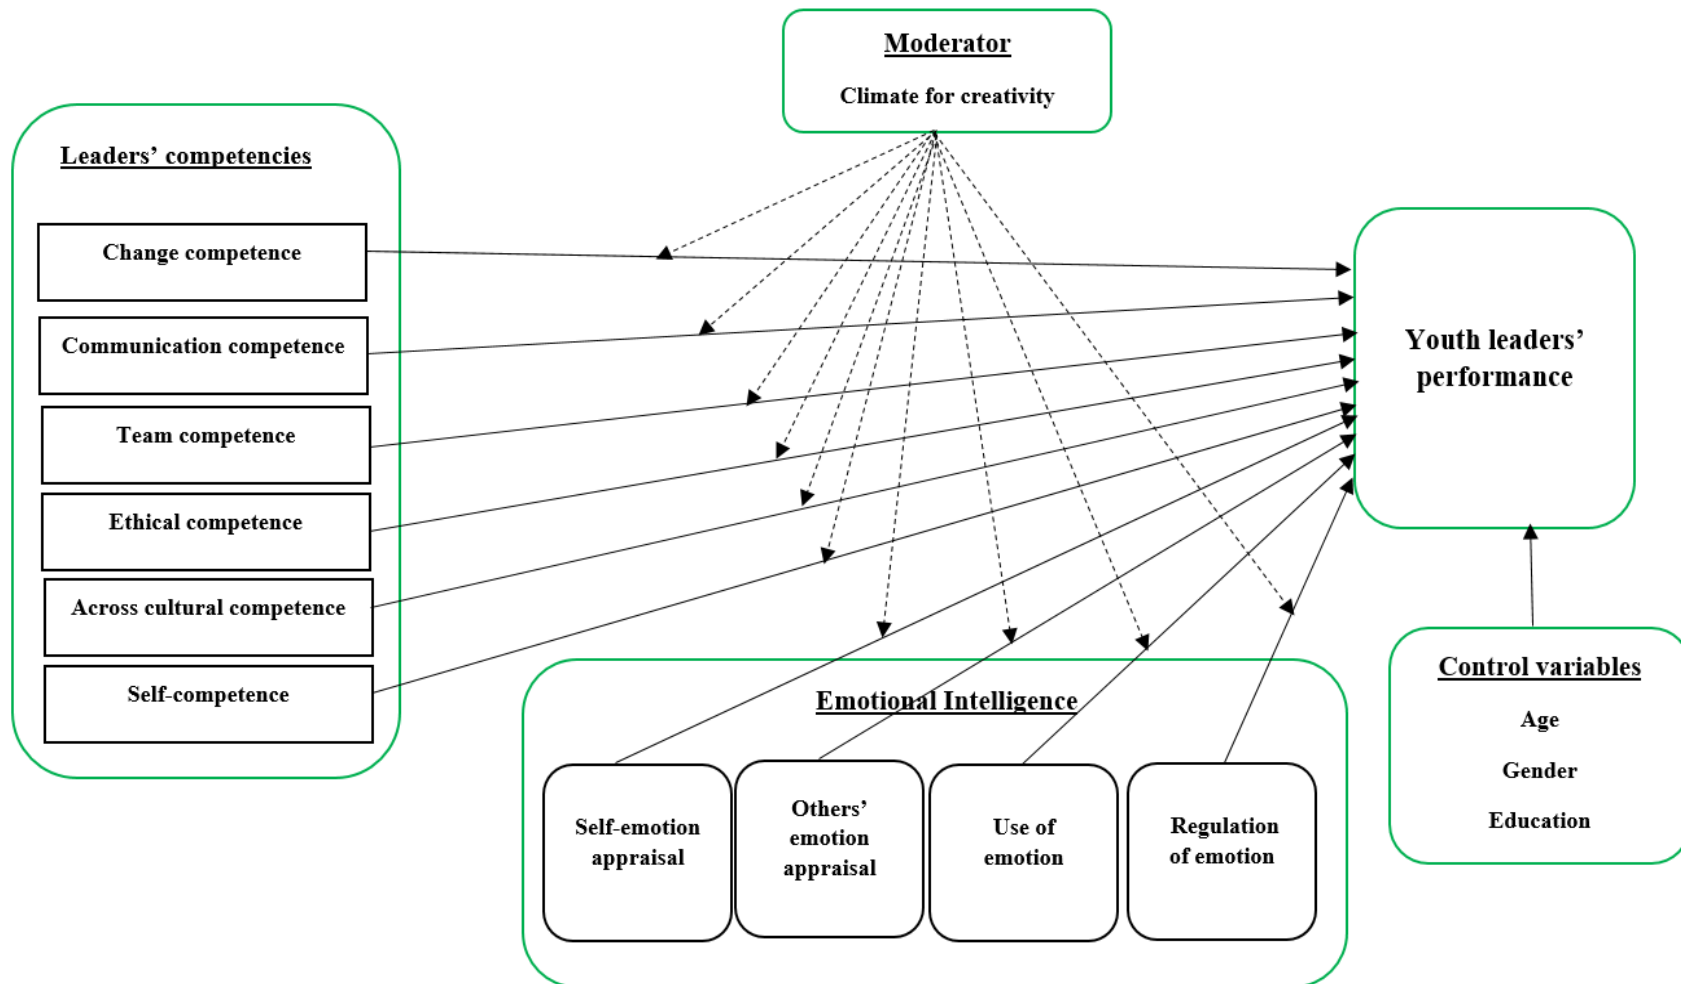 Moderator
Climate for creativity
Leaders’ competencies
Change competence
Communication competence
Team competence
Ethical competence
Across cultural competence
Self-competence
Youth leaders’
performance
Emotional Intelligence
Self-emotion
appraisal
Others’
emotion
appraisal
Use of
emotion
Regulation
of emotion
Control variables
Age
Gender
Education